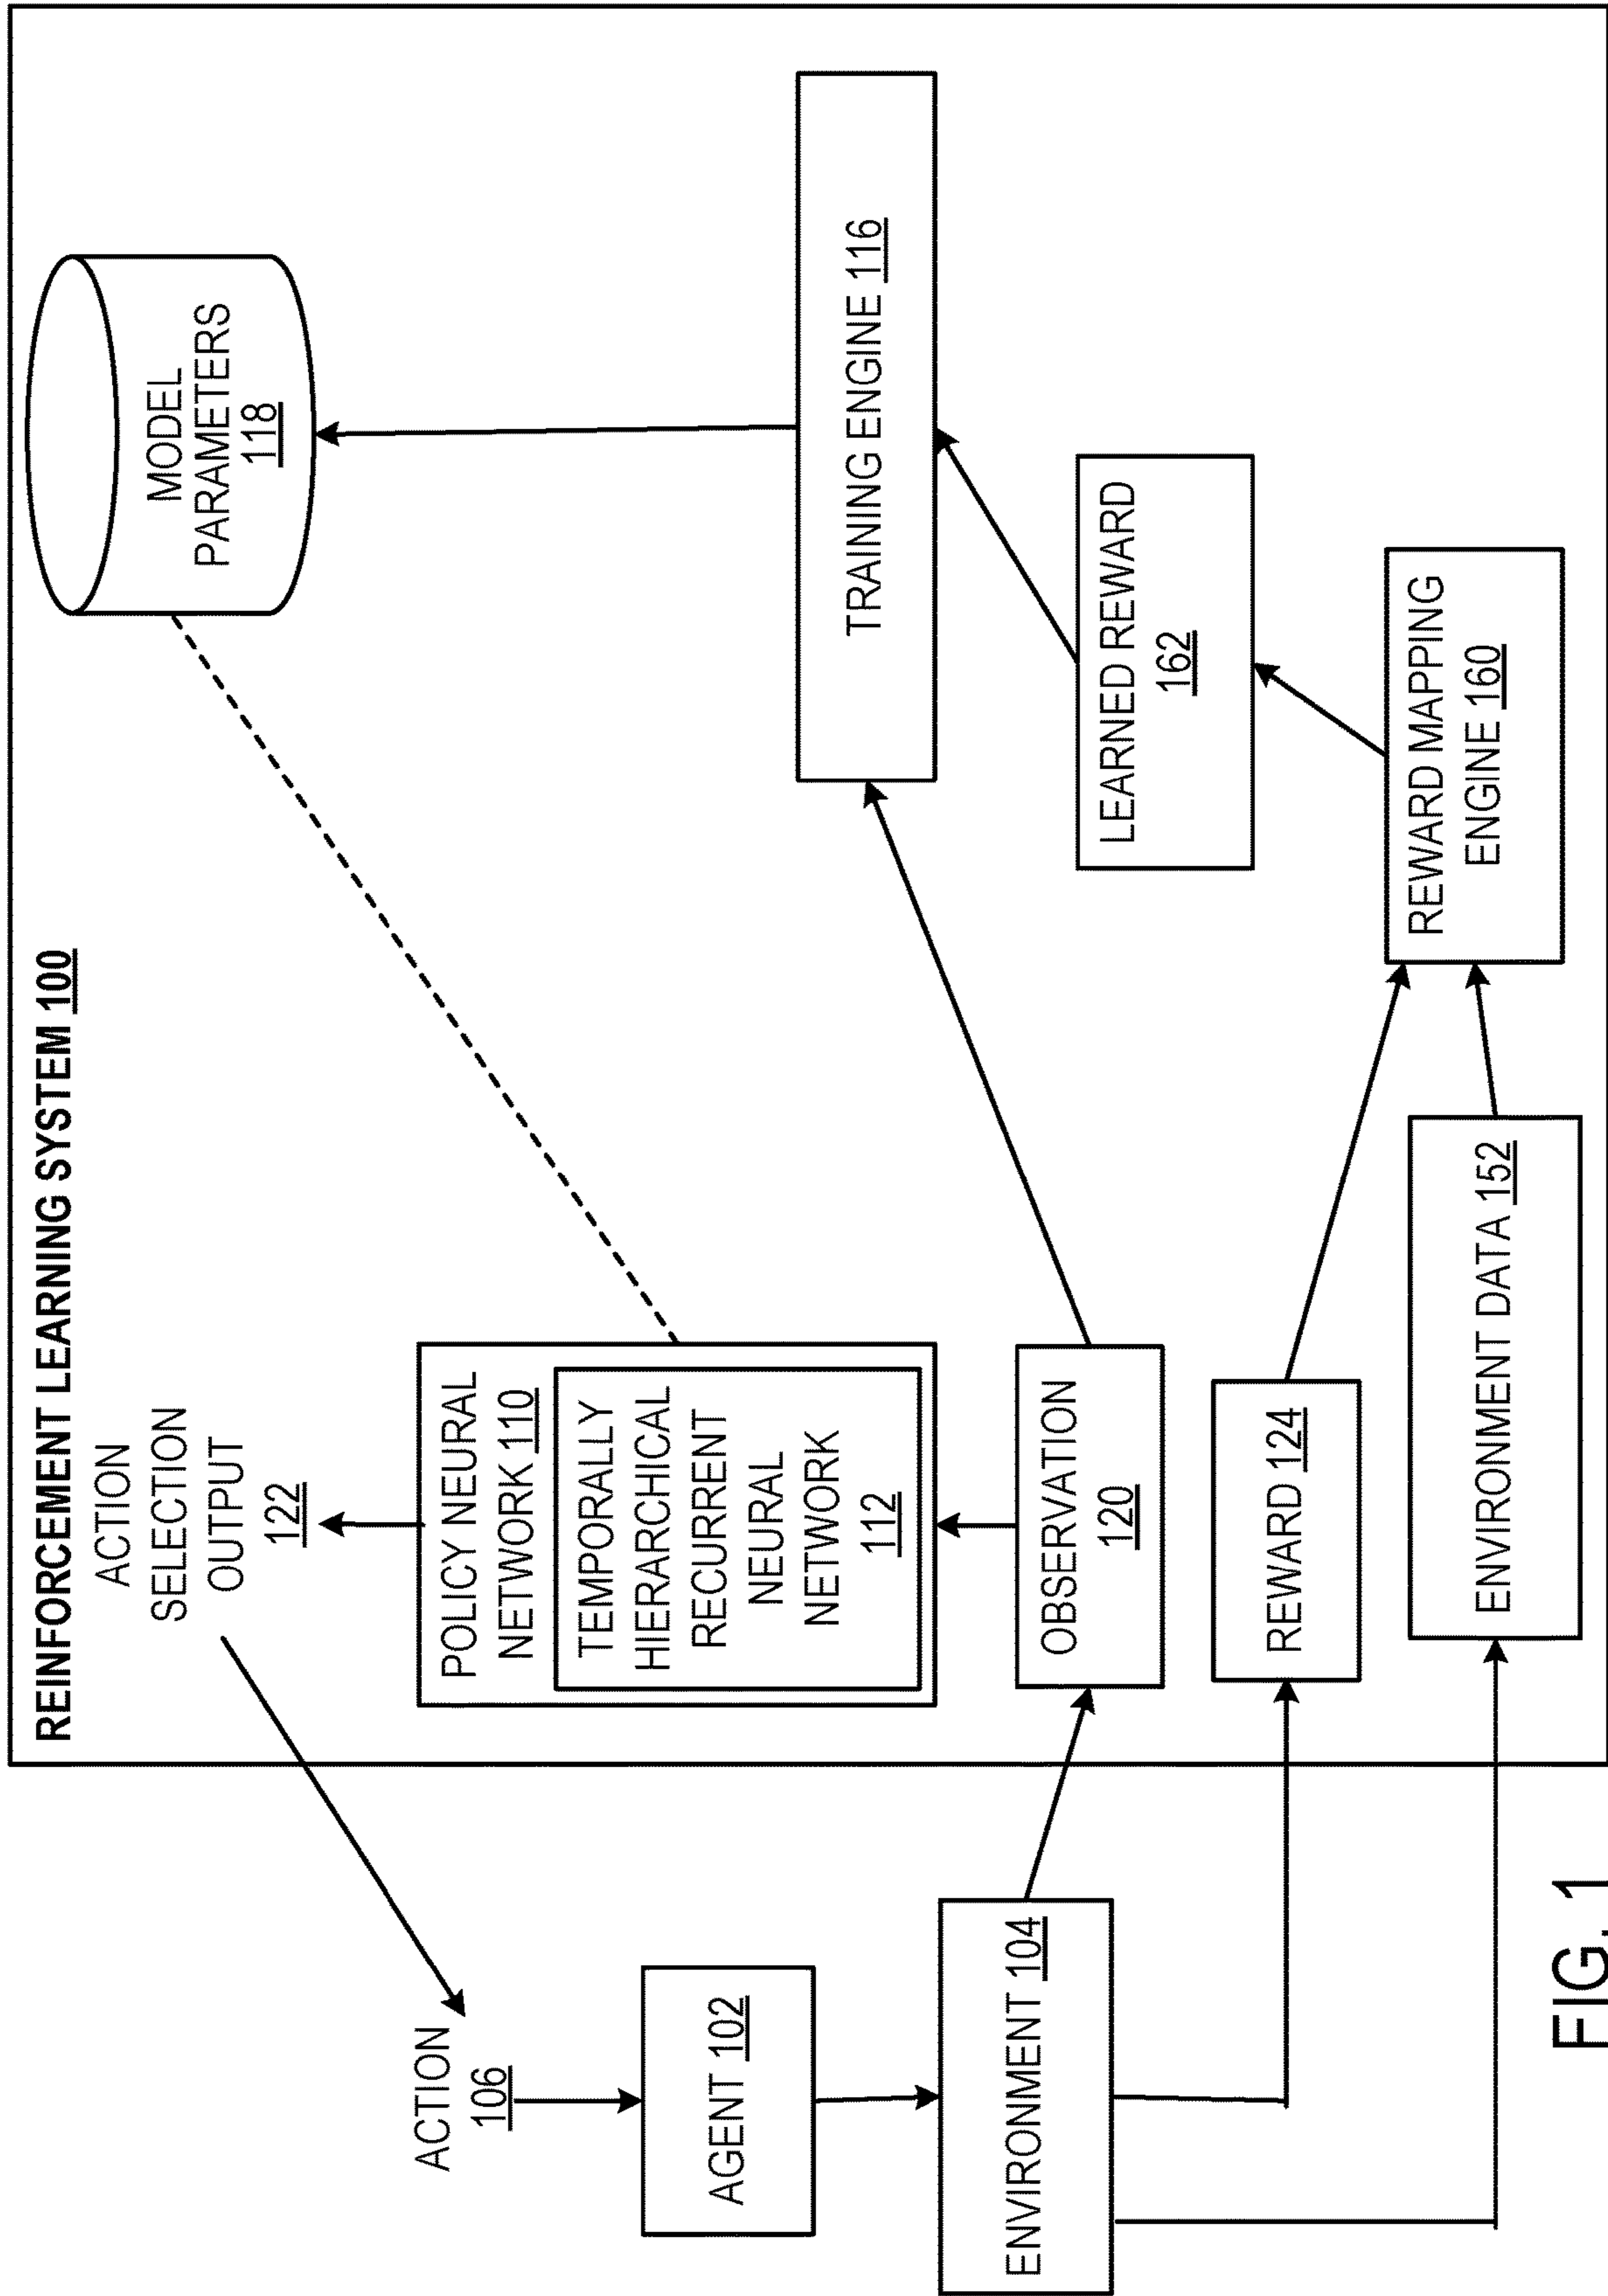 REINFORCEMENT LEARNING SYSTEM 100
ACTION
SELECTION
OUTPUT
122
MODEL
PARAMETERS
118
ACTION
106
POLICY NEURAL
NETWORK 110
TEMPORALLY
HIERARCHICAL
RECURRENT
NEURAL
NETWORK
112
AGENT 102
TRAINING ENGINE 116
ENVIRONMENT 104
OBSERVATION
120
LEARNED REWARD
162
REWARD 124
REWARD MAPPING
ENGINE 160
ENVIRONMENT DATA 152
FIG. 1